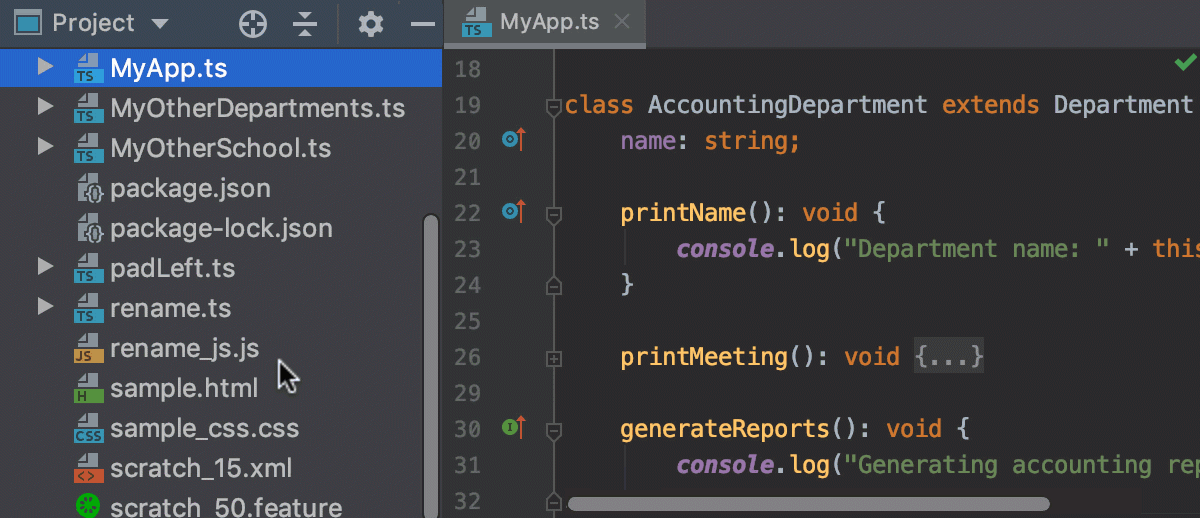 Project
MyApp.ts
MyApp.ts
MyOtherDepartments.ts
MyOtherSchool.ts
package.json
package-lock.json
padLeft.ts
rename.ts
rename_js.js
sample.html
sample_css.css
scratch_15.xml
scratch_50.feature
TS
TS
TS
TS
TS
TS
JS
H
CSS
18
19 class AccountingDepartment extends Department
20 name: string;
21
22 printName(): void {
23 console.log("Department name: " + this
24 }
25
26 printMeeting(): void {...}
29
30 generateReports(): void {
31 console.log("Generating accounting rep
32